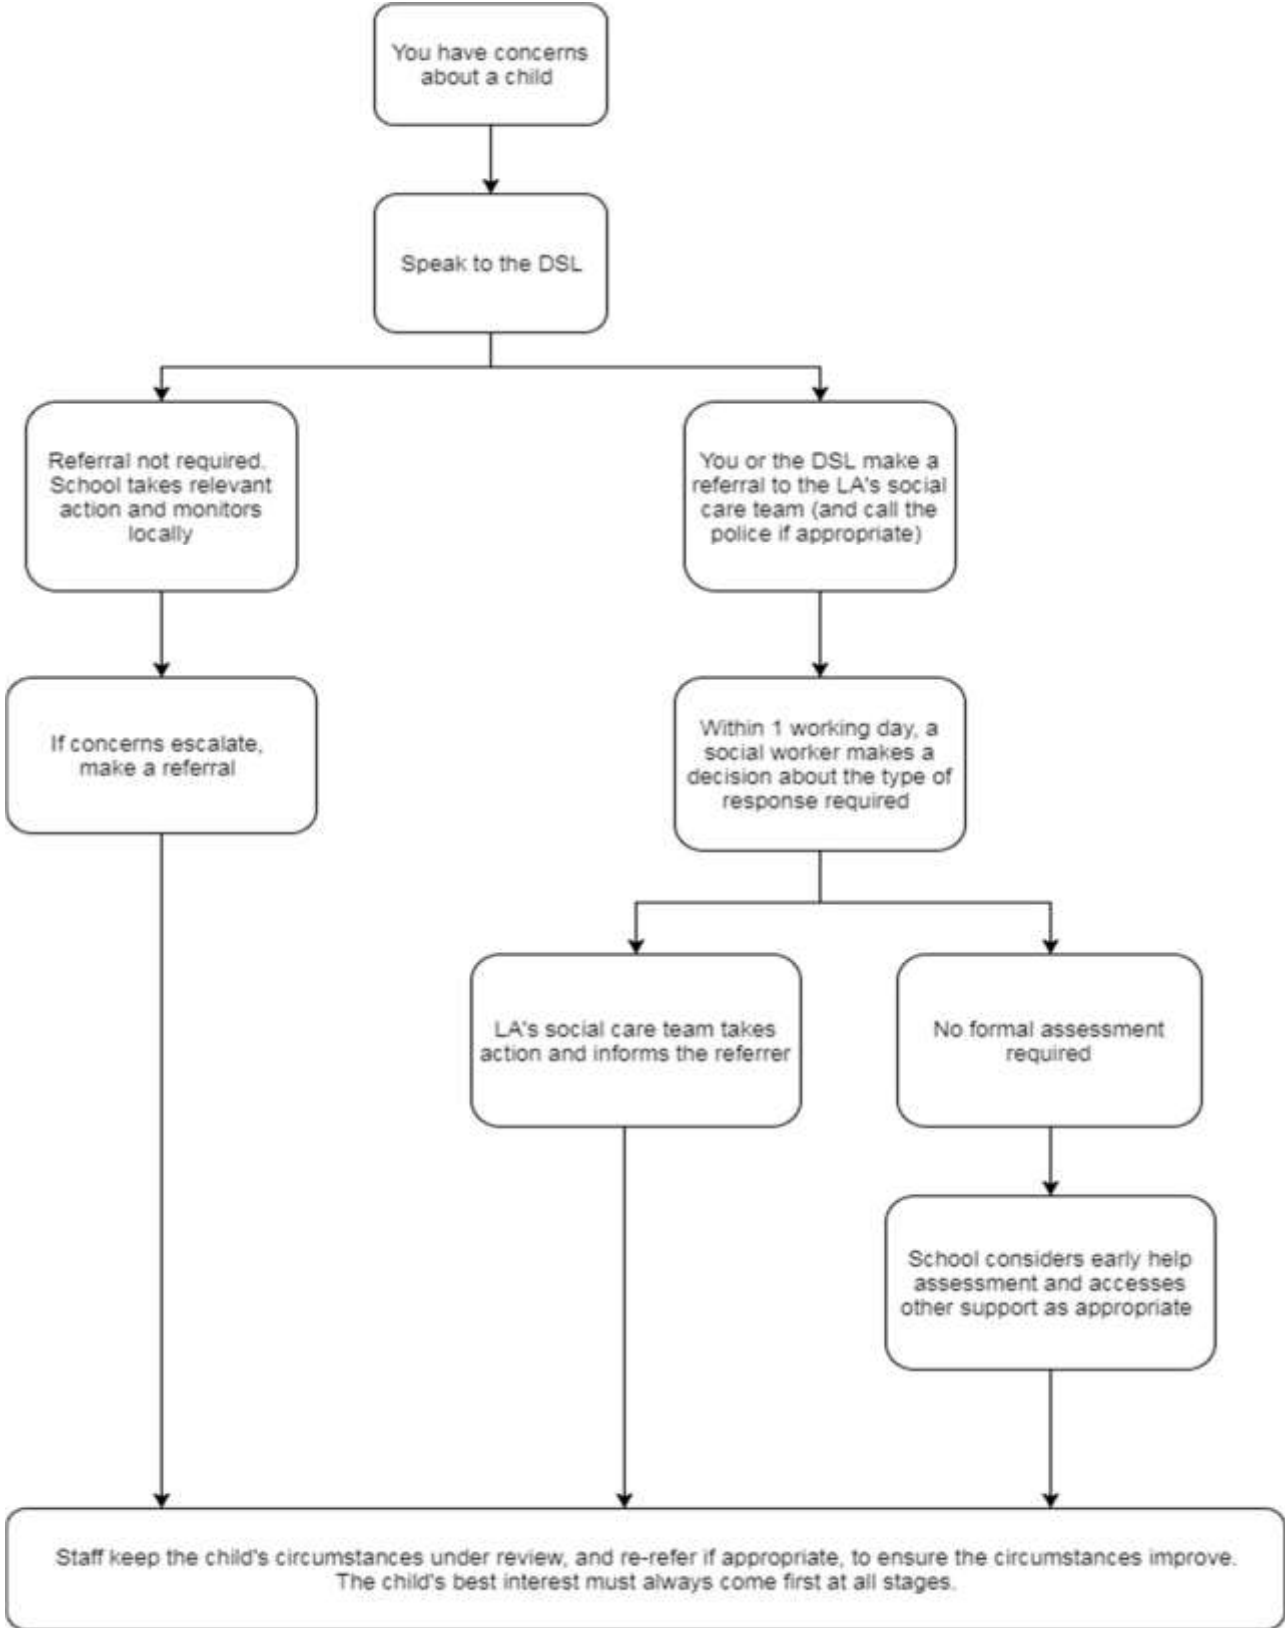 You have concerns
about a child
Speak to the DSL
Referral not required.
School takes relevant
action and monitors
locally
You or the DSL make a
referral to the LA's social
care team (and call the
police if appropriate)
If concerns escalate,
make a referral
Within 1 working day, a
social worker makes a
decision about the type of
response required
LA's social care team takes
action and informs the referrer
No formal assessment
required
School considers early help
assessment and accesses
other support as appropriate
Staff keep the child's circumstances under review, and re-refer if appropriate, to ensure the circumstances improve.
The child's best interest must always come first at all stages.